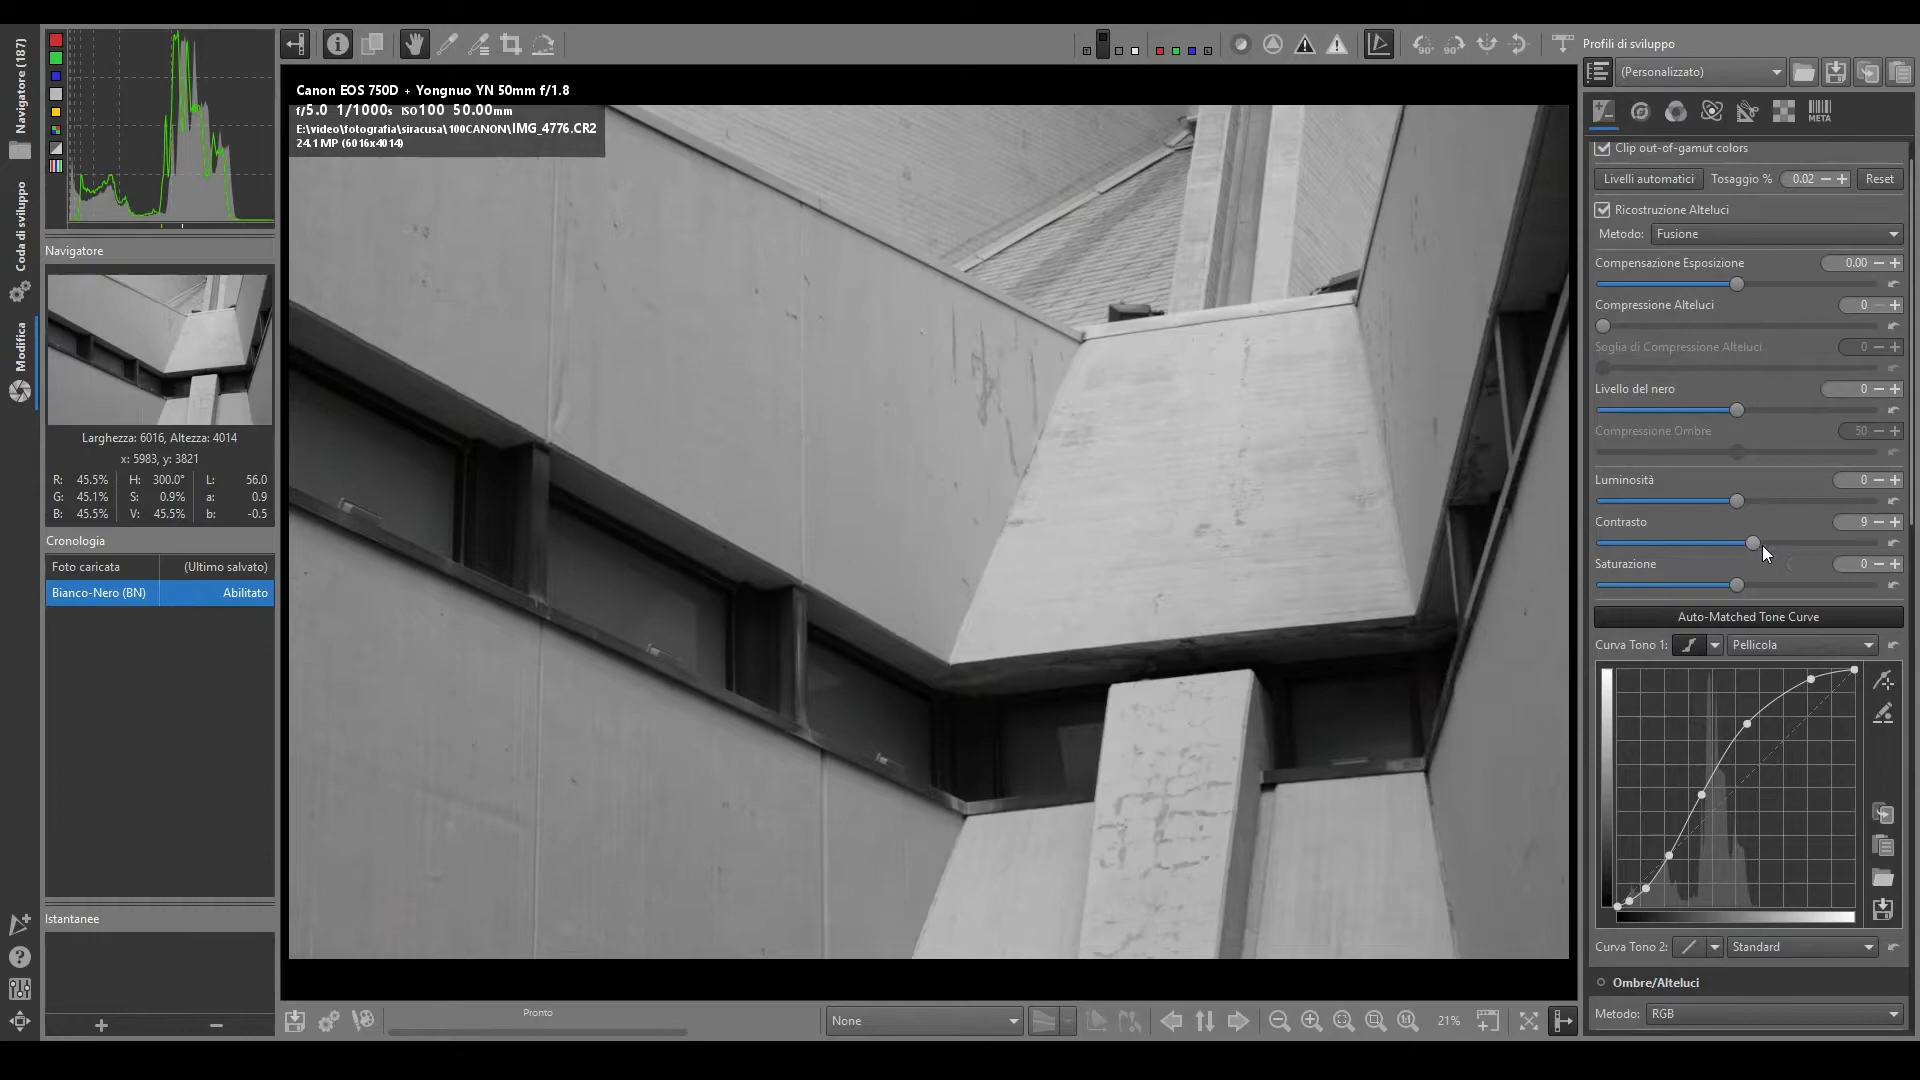 Navigatore (187)
Coda di sviluppo
Modifica
Navigatore
Larghezza: 6016, Altezza: 4014
x: 5983, y: 3821
R: 45.5% H: 300.0° L: 56.0
G: 45.1% S: 0.9% a: 0.9
B: 45.5% V: 45.5% b: -0.5
Cronologia
Foto caricata (Ultimo salvato)
Bianco-Nero (BN) Abilitato
Istantanee
Canon EOS 750D + Yongnuo YN 50mm f/1.8
f/5.0 1/1000s ISO100 50.00mm
E:\video\fotografia\siracusa\100CANON\IMG_4776.CR2
24.1 MP (6016x4014)
90° 90°
Pronto
None
1:1
21%
Profili di sviluppo
(Personalizzato)
META
Clip out-of-gamut colors
Livelli automatici Tosaggio % 0.02 Reset
Ricostruzione Alteluci
Metodo: Fusione
Compensazione Esposizione 0.00
Compressione Alteluci 0
Soglia di Compressione Alteluci 0
Livello del nero 0
Compressione Ombre 50
Luminosità 0
Contrasto 9
Saturazione 0
Auto-Matched Tone Curve
Curva Tono 1: Pellicola
Curva Tono 2: Standard
Ombre/Alteluci
Metodo: RGB